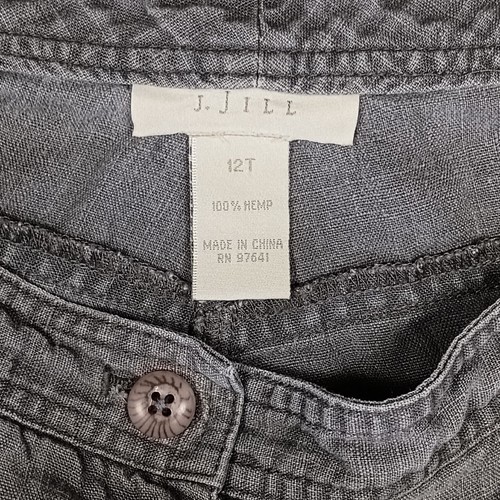 J. JILL
12T
100% HEMP
MADE IN CHINA
RN 97641